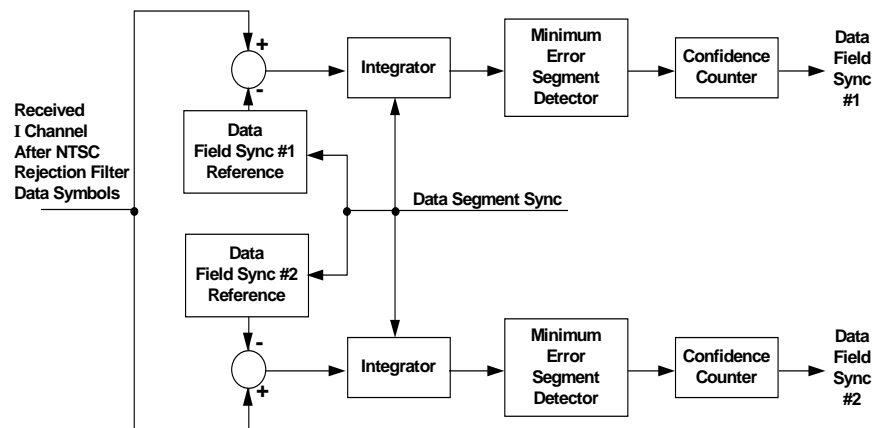 Received
I Channel
After NTSC
Rejection Filter
Data Symbols
+
-
Data
Field Sync #1
Reference
Integrator
Minimum
Error
Segment
Detector
Confidence
Counter
Data
Field
Sync
#1
Data Segment Sync
Data
Field Sync #2
Reference
-
+
Integrator
Minimum
Error
Segment
Detector
Confidence
Counter
Data
Field
Sync
#2